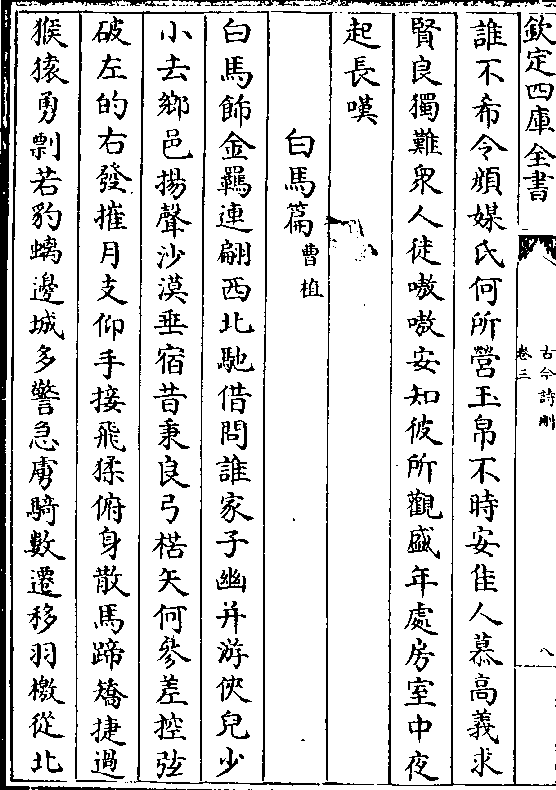 欽定四庫全書
古今詩刪
卷三
八
誰不希令顔媒氏何所營玉帛不時安佳人慕高義求
賢良獨難衆人徒嗷嗷安知彼所觀盛年處房室中夜
起長嘆
白馬篇 曹植
白馬飾金羈連翩西北馳借問誰家子幽并游俠兒少
小去鄉邑揚聲沙漠垂宿昔秉良弓楛矢何參差控弦
破左的右發摧月支仰手接飛猱俯身散馬蹄矯捷過
猴猿勇剽若豹螭邊城多警急虜騎數遷移羽檄從北